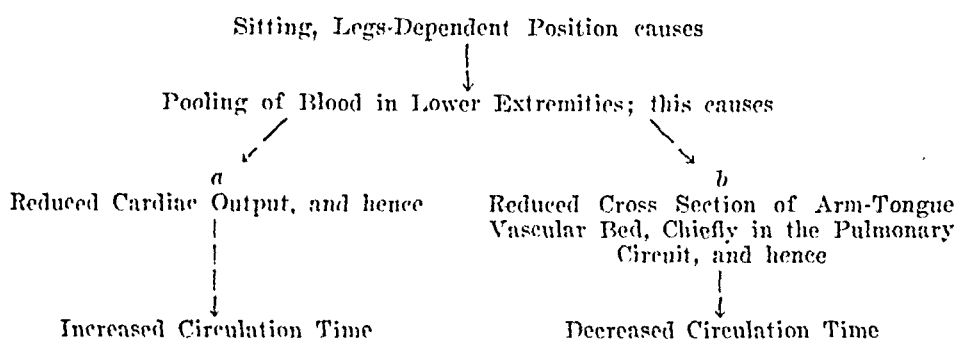 Sitting, Legs-Dependent Position causes
Pooling of Blood in Lower Extremities; this causes
a
Reduced Cardiac Output, and hence
Increased Circulation Time
b
Reduced Cross Section of Arm-Tongue
Vascular Bed, Chiefly in the Pulmonary
Circuit, and hence
Decreased Circulation Time